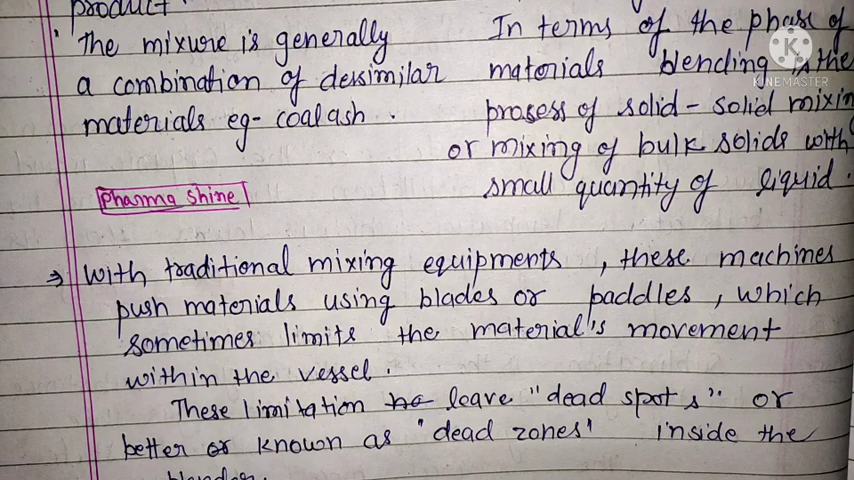 product
The mixure is generally
a combination of dessimilar
materials eg- coalash .
In terms of the phase of
materials blending is the
prosess of solid - solid mixin
or mixing of bulk solids with
small quantity of liquid.
Pharma Shine
⇒ With traditional mixing equipments , these machines
push materials using blades or paddles , which
sometimes limits the material's movement
within the vessel .
These limitation to leave "dead spots" or
better or known as "dead zones' inside the
blender.
K
KINEMASTER